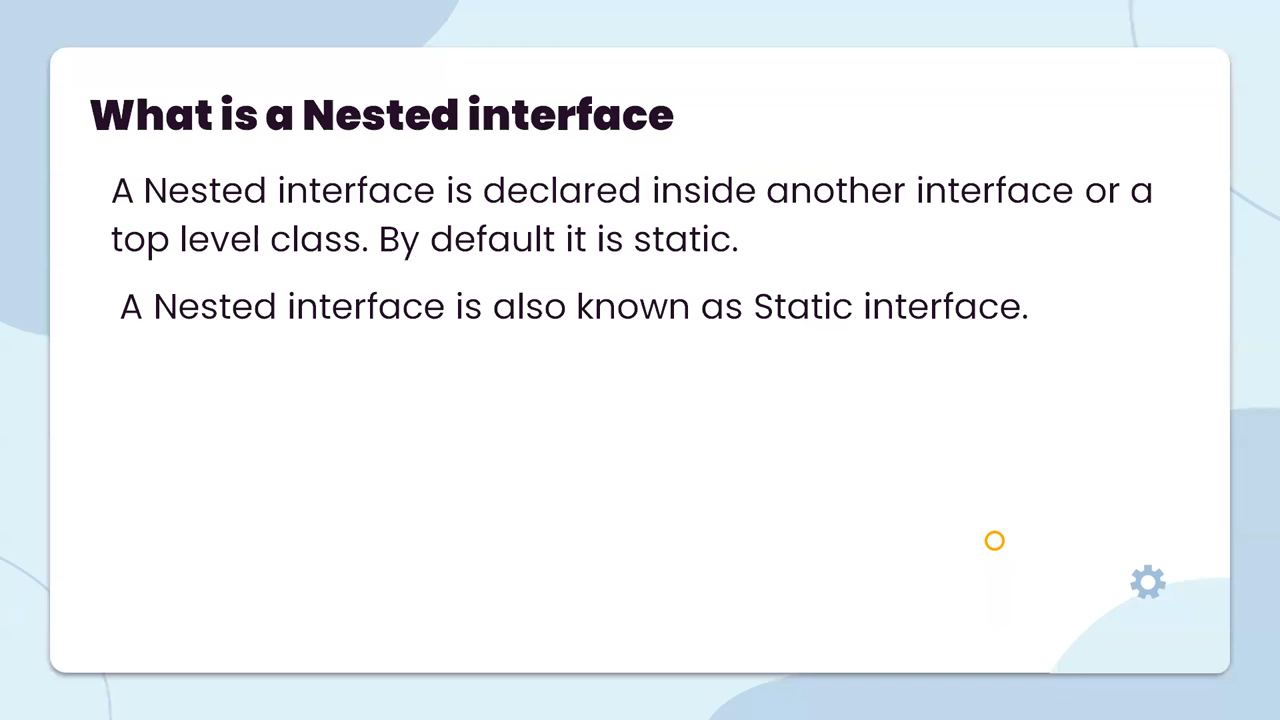 What is a Nested interface
A Nested interface is declared inside another interface or a
top level class. By default it is static.
A Nested interface is also known as Static interface.